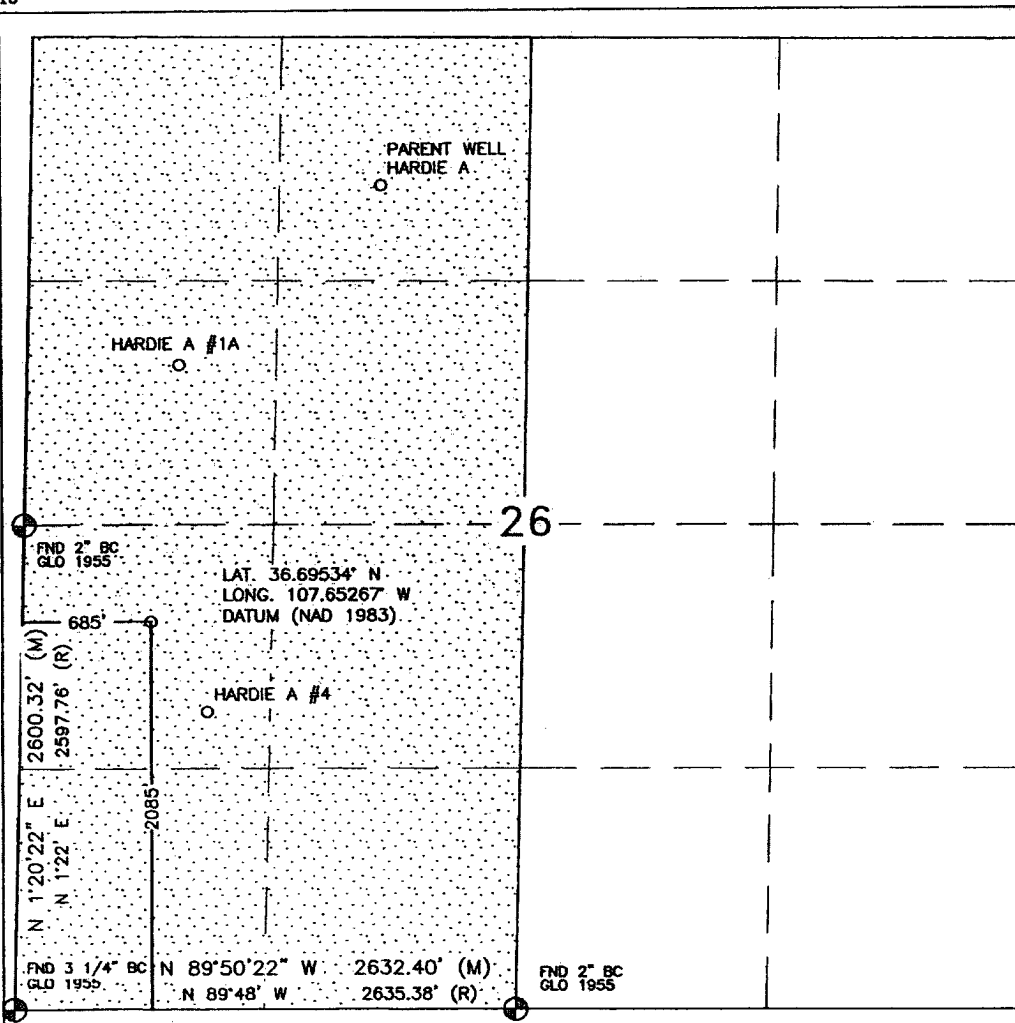 PARENT WELL
HARDIE A
HARDIE A #1A
26
FND 2" BC
GLO 1955
LAT. 36.69534° N
LONG. 107.65267° W
DATUM (NAD 1983)
685'
HARDIE A #4
N 1°20'22" E 2600.32' (M)
N 1°22' E 2597.76' (R)
2085'
FND 3 1/4" BC
GLO 1955
N 89°50'22" W 2632.40' (M)
N 89°48' W 2635.38' (R)
FND 2" BC
GLO 1955